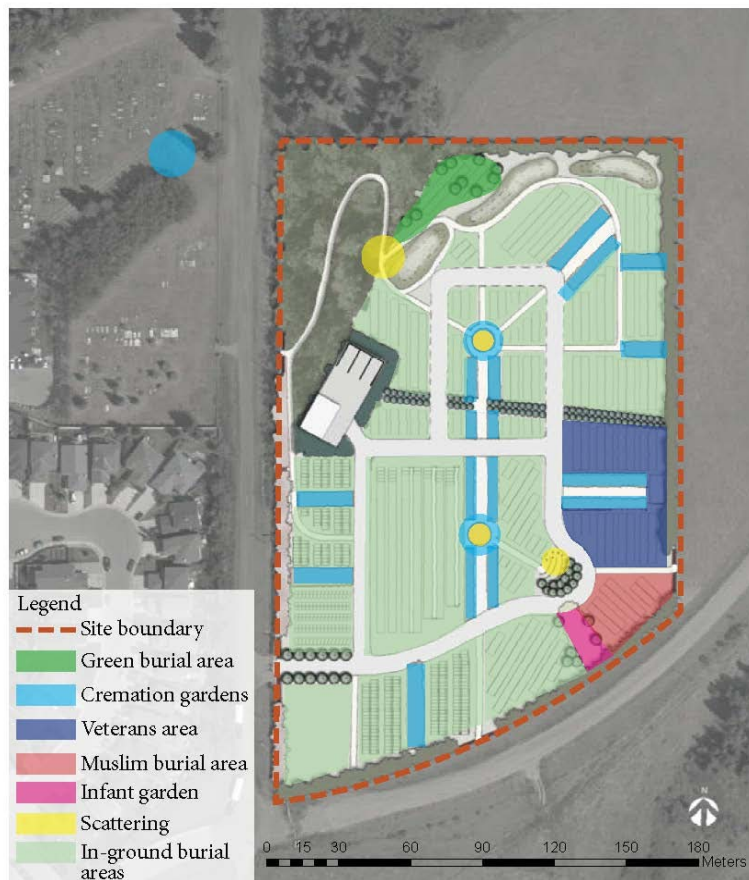 Legend
Site boundary
Green burial area
Cremation gardens
Veterans area
Muslim burial area
Infant garden
Scattering
In-ground burial
areas
N
0 15 30 60 90 120 150 180
Meters